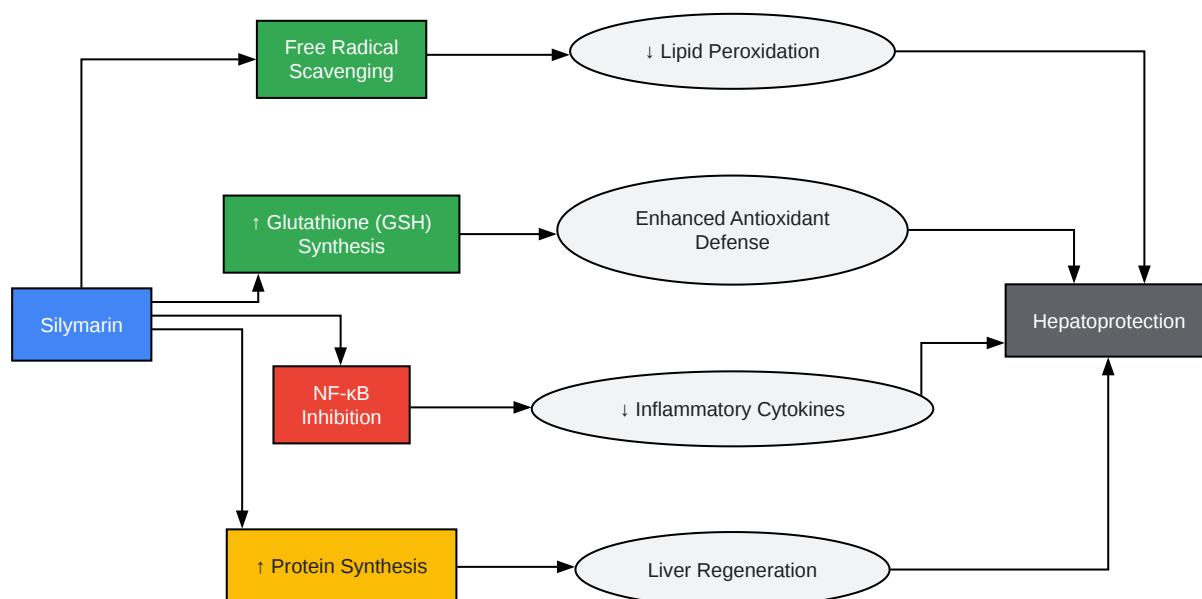 Free Radical
Scavenging
↓ Lipid Peroxidation
↑ Glutathione (GSH)
Synthesis
Enhanced Antioxidant
Defense
Silymarin
Hepatoprotection
NF-κB
Inhibition
↓ Inflammatory Cytokines
↑ Protein Synthesis
Liver Regeneration